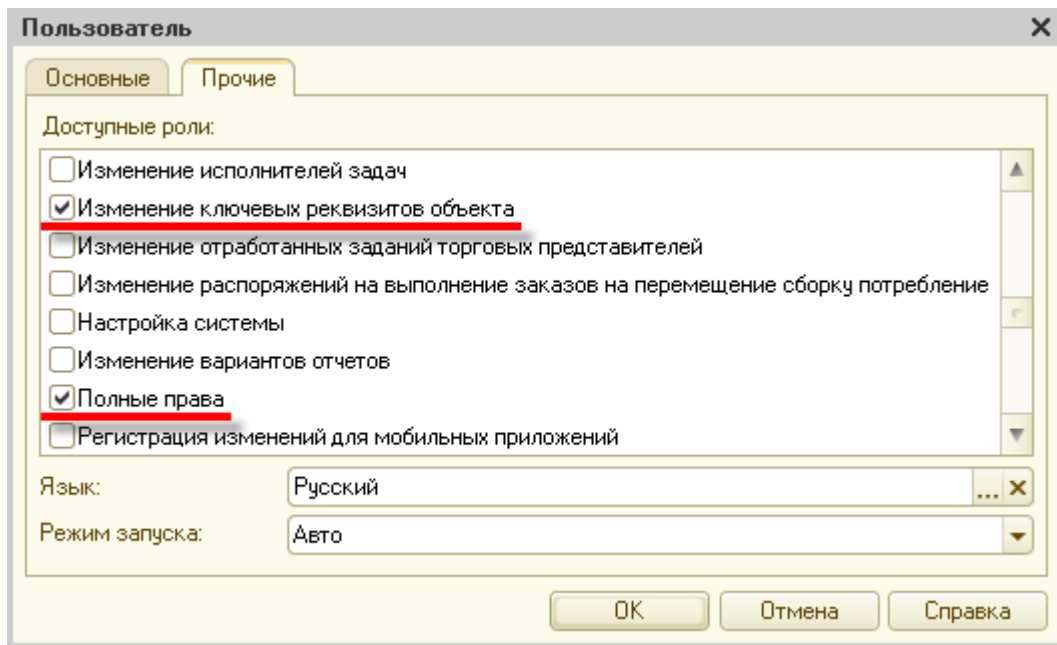 Пользователь
Основные Прочие
Доступные роли:
Изменение исполнителей задач
Изменение ключевых реквизитов объекта
Изменение отработанных заданий торговых представителей
Изменение распоряжений на выполнение заказов на перемещение сборку потребление
Настройка системы
Изменение вариантов отчетов
Полные права
Регистрация изменений для мобильных приложений
Язык: Русский ...
Режим запуска: Авто
OK Отмена Справка